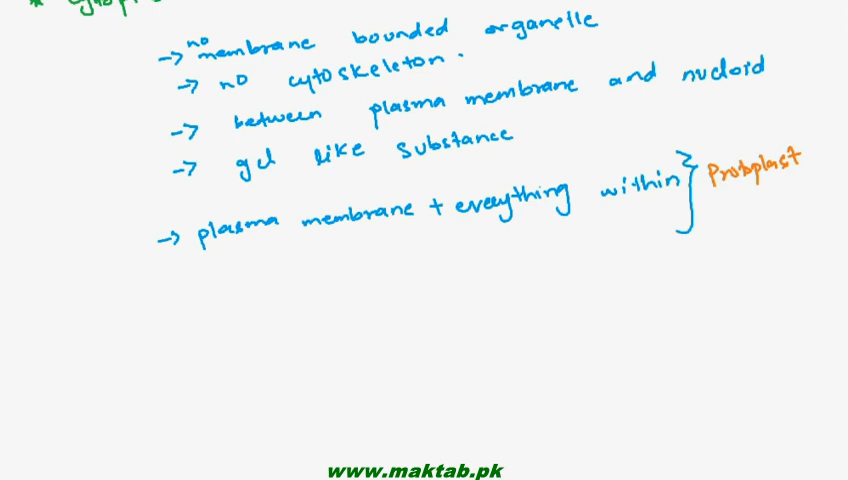 → no membrane bounded organelle
→ no cytoskeleton.
→ between plasma membrane and nucloid
→ gel like substance
→ plasma membrane + everything within } Protoplast
www.maktab.pk